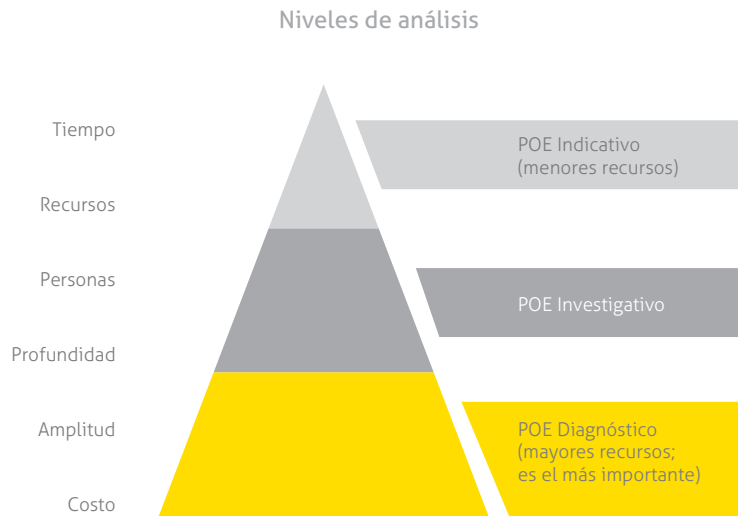 Niveles de análisis
Tiempo
Recursos
Personas
Profundidad
Amplitud
Costo
POE Indicativo
(menores recursos)
POE Investigativo
POE Diagnóstico
(mayores recursos;
es el más importante)